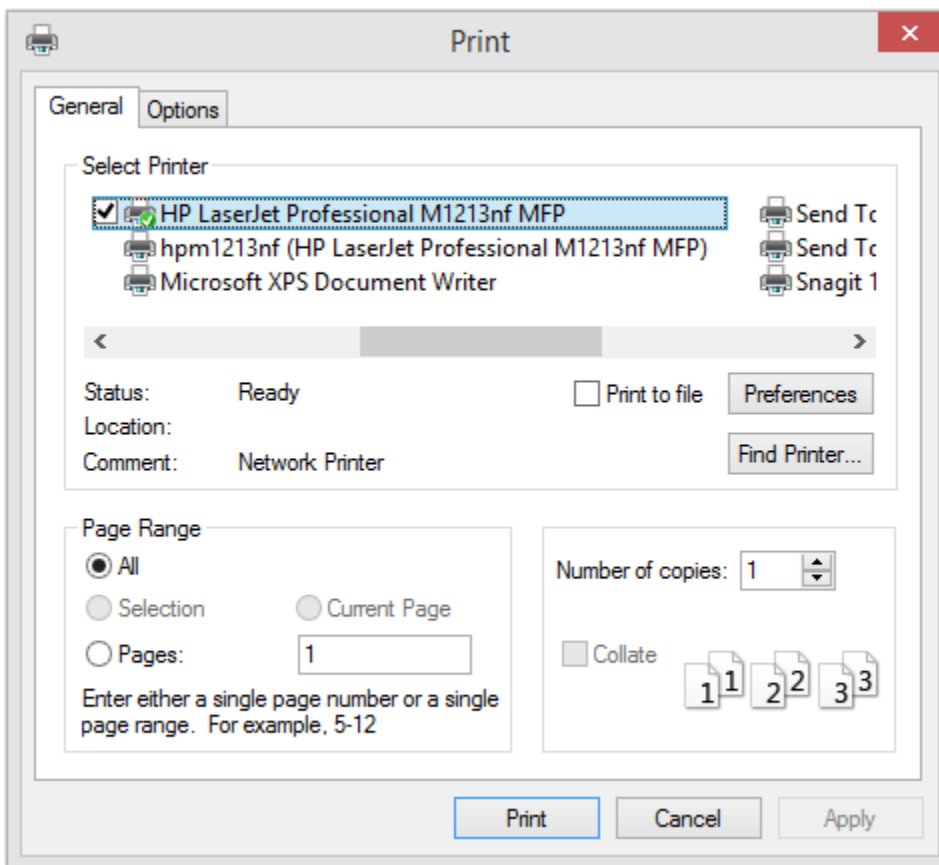 Print
General Options
Select Printer
HP LaserJet Professional M1213nf MFP Send To
hpm1213nf (HP LaserJet Professional M1213nf MFP) Send To
Microsoft XPS Document Writer Snagit 1
Status: Ready Print to file Preferences
Location:
Comment: Network Printer Find Printer...
Page Range
All Number of copies: 1
Selection Current Page
Pages: 1 Collate 1 1 2 2 3 3
Enter either a single page number or a single
page range. For example, 5-12
Print Cancel Apply